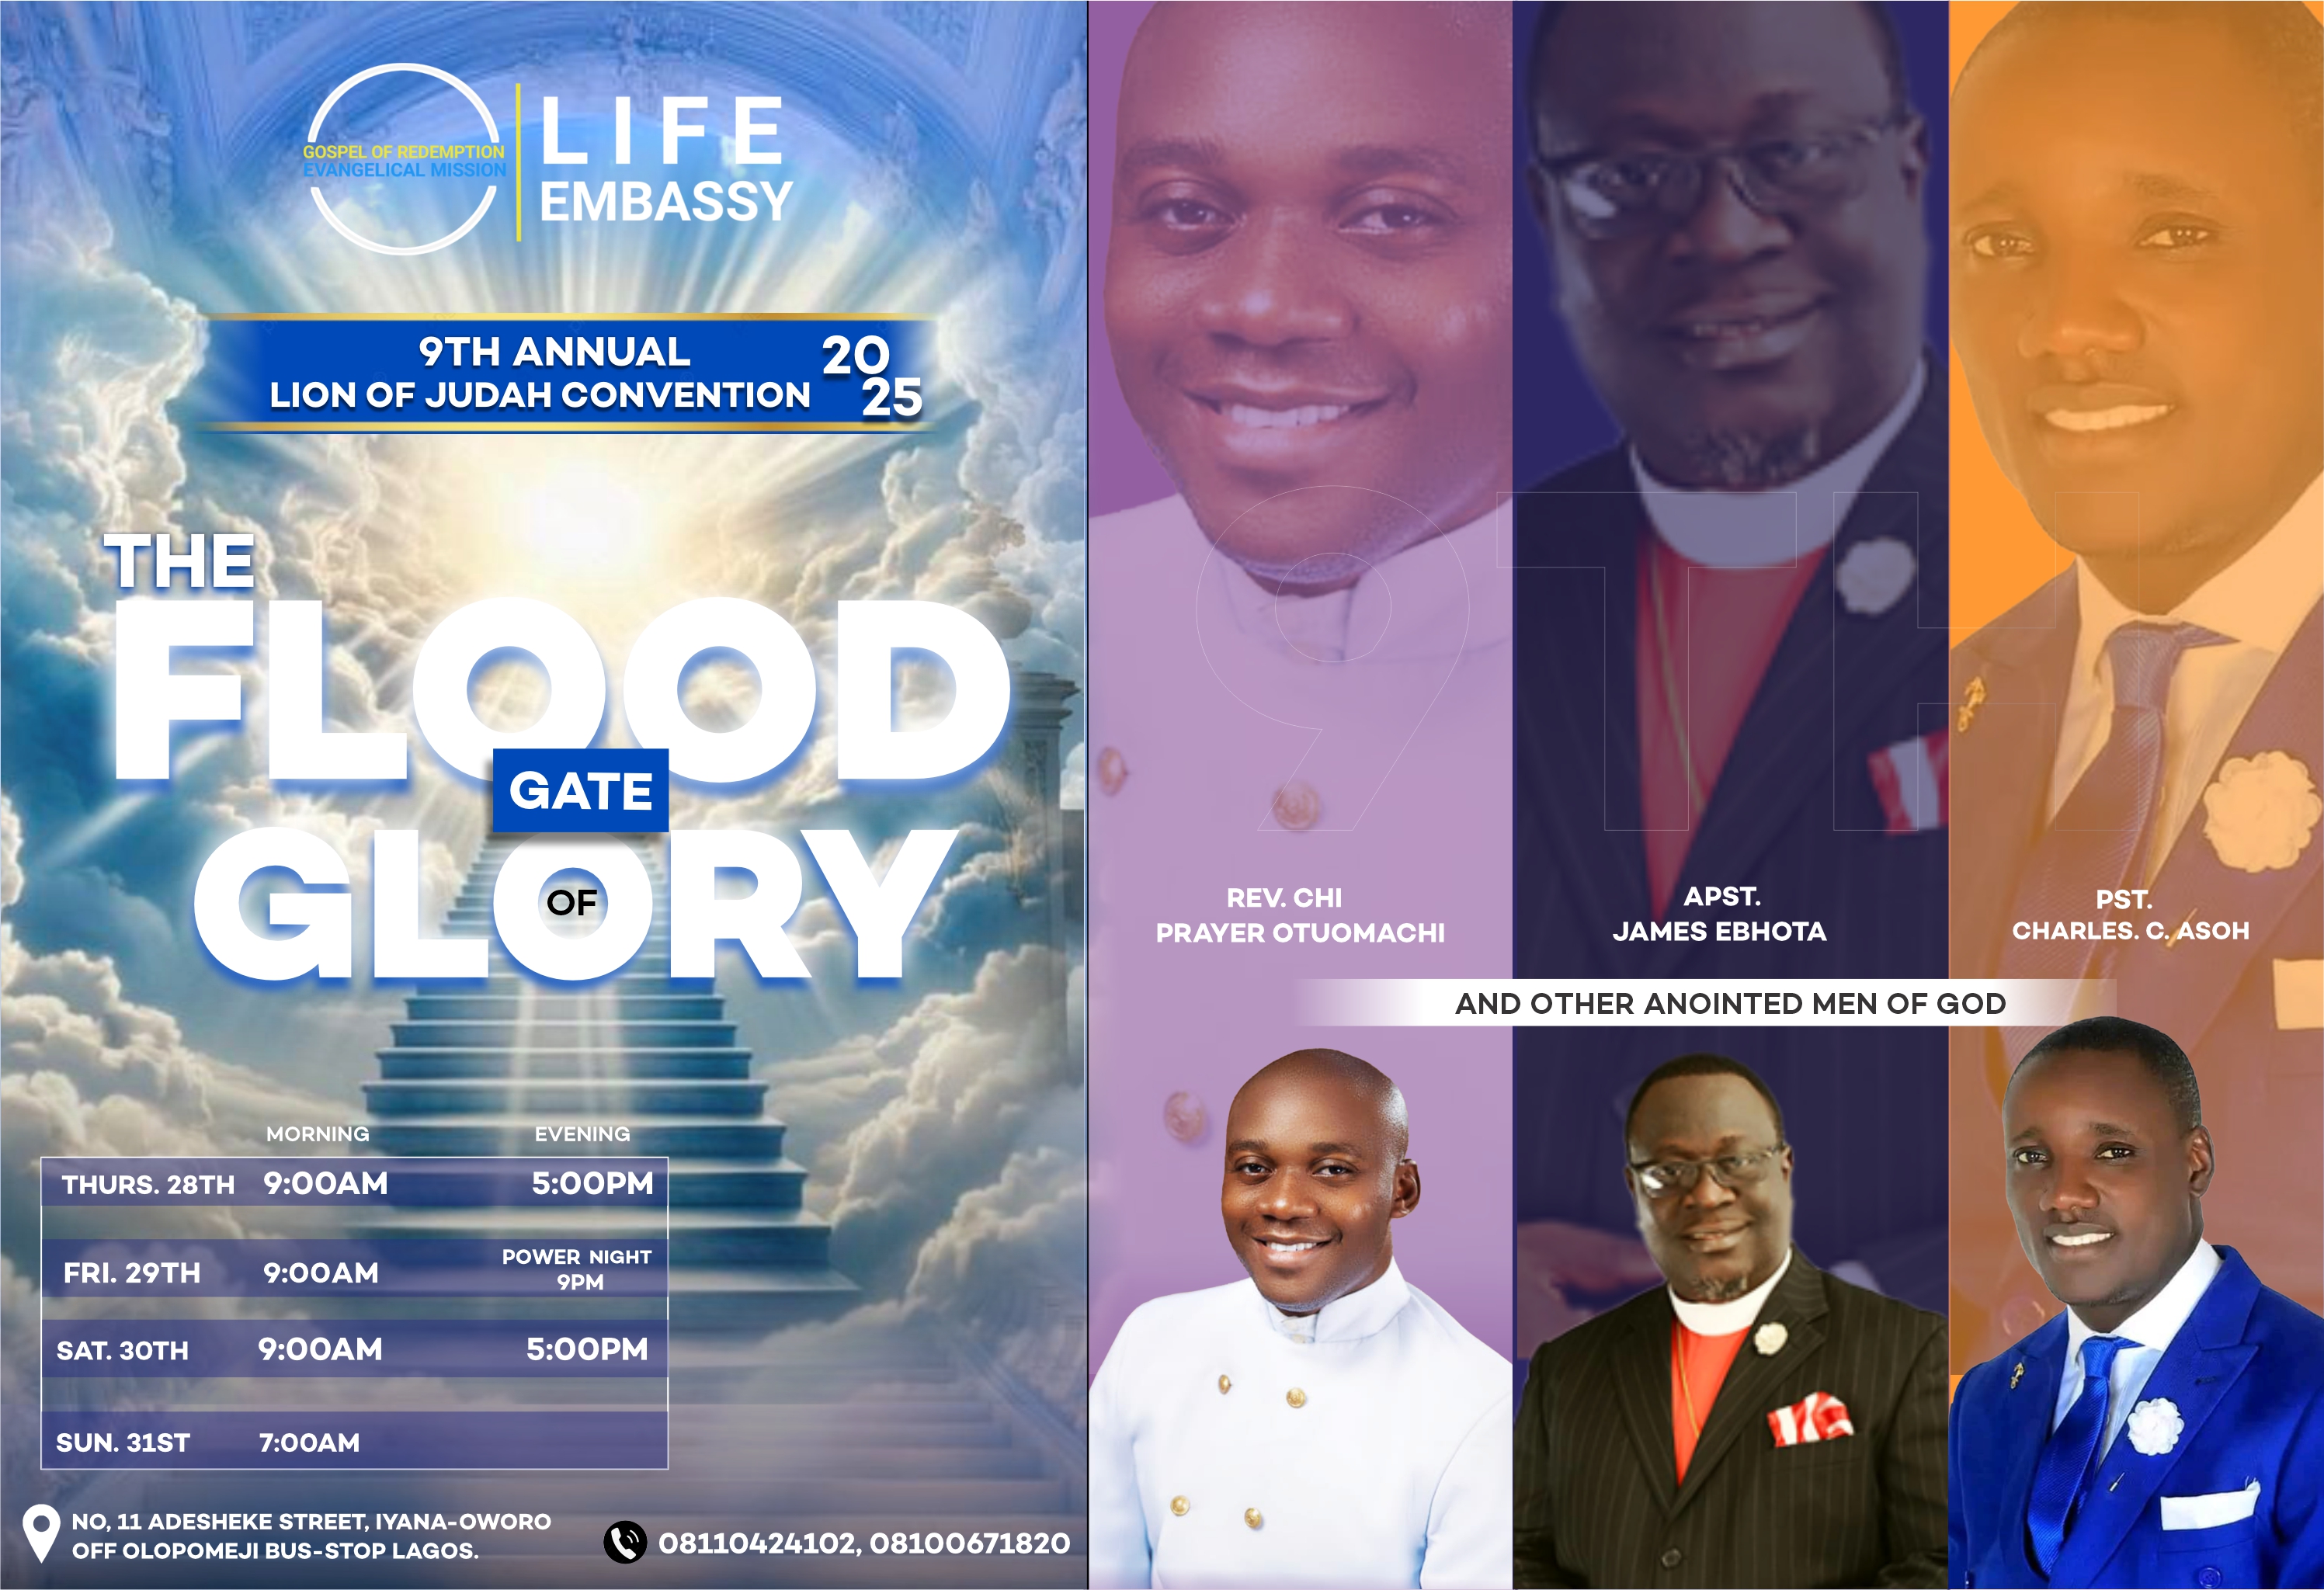 GOSPEL OF REDEMPTION
EVANGELICAL MISSION
LIFE
EMBASSY
9TH ANNUAL
LION OF JUDAH CONVENTION
20
25
THE
FLOOD
GATE
OF
GLORY
MORNING EVENING
THURS. 28TH 9:00AM 5:00PM
FRI. 29TH 9:00AM POWER NIGHT
9PM
SAT. 30TH 9:00AM 5:00PM
SUN. 31ST 7:00AM
NO, 11 ADESHEKE STREET, IYANA-OWORO
OFF OLOPOMEJI BUS-STOP LAGOS.
08110424102, 08100671820
9TH
REV. CHI
PRAYER OTUOMACHI
APST.
JAMES EBHOTA
PST.
CHARLES. C. ASOH
AND OTHER ANOINTED MEN OF GOD